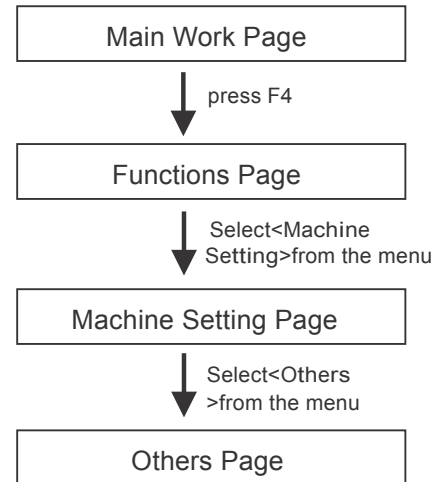 Main Work Page
press F4
Functions Page
Select<Machine
Setting>from the menu
Machine Setting Page
Select<Others
>from the menu
Others Page